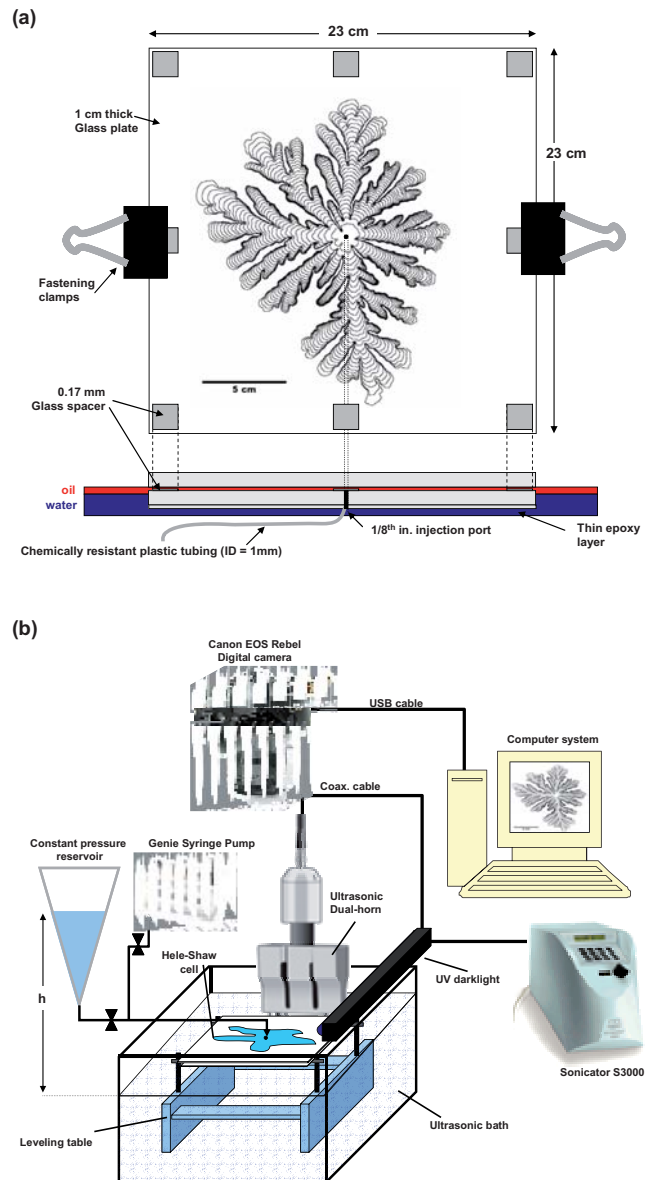 (a)
23 cm
1 cm thick
Glass plate
23 cm
Fastening
clamps
5 cm
0.17 mm
Glass spacer
oil
water
1/8th in. injection port
Thin epoxy
layer
Chemically resistant plastic tubing (ID = 1mm)
(b)
Canon EOS Rebel
Digital camera
USB cable
Computer system
Coax. cable
Constant pressure
reservoir
Genie Syringe Pump
Ultrasonic
Dual-horn
Hele-Shaw
cell
UV darklight
h
Sonicator S3000
Leveling table
Ultrasonic bath